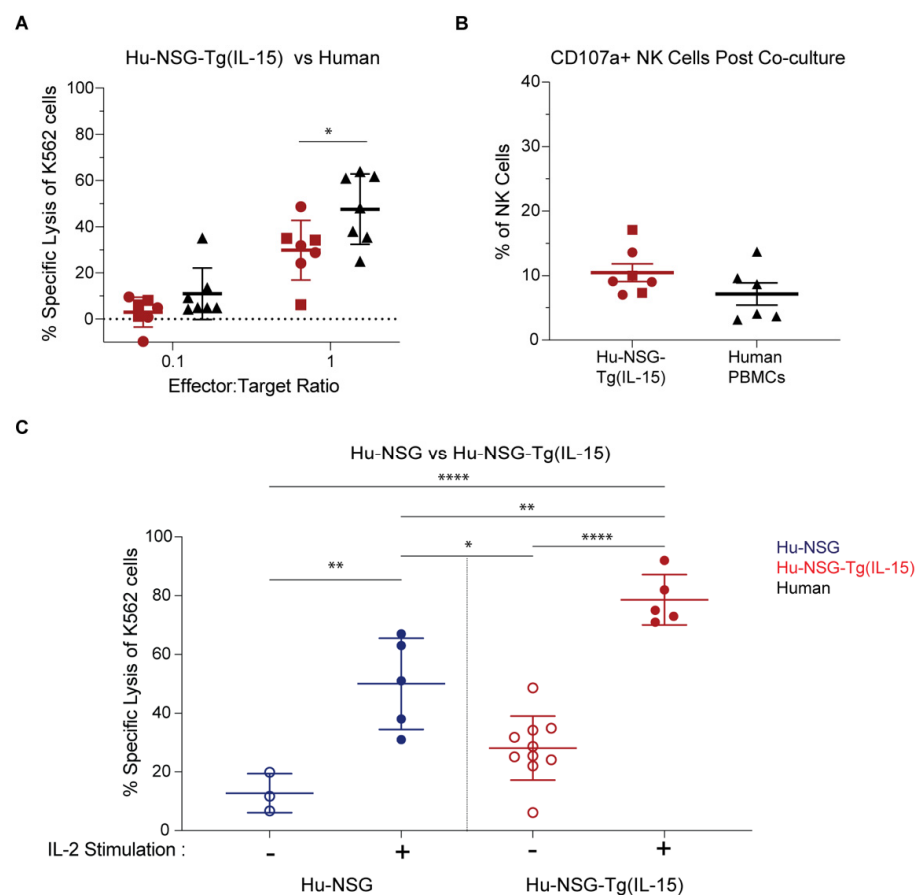 A
Hu-NSG-Tg(IL-15) vs Human
% Specific Lysis of K562 cells
100
80
60
40
20
0
*
0.1
1
Effector:Target Ratio
B
CD107a+ NK Cells Post Co-culture
% of NK Cells
40
30
20
10
0
Hu-NSG-
Tg(IL-15)
Human
PBMCs
C
Hu-NSG vs Hu-NSG-Tg(IL-15)
****
**
*
****
**
% Specific Lysis of K562 cells
100
80
60
40
20
0
Hu-NSG
Hu-NSG-Tg(IL-15)
Human
IL-2 Stimulation : - + - +
Hu-NSG
Hu-NSG-Tg(IL-15)